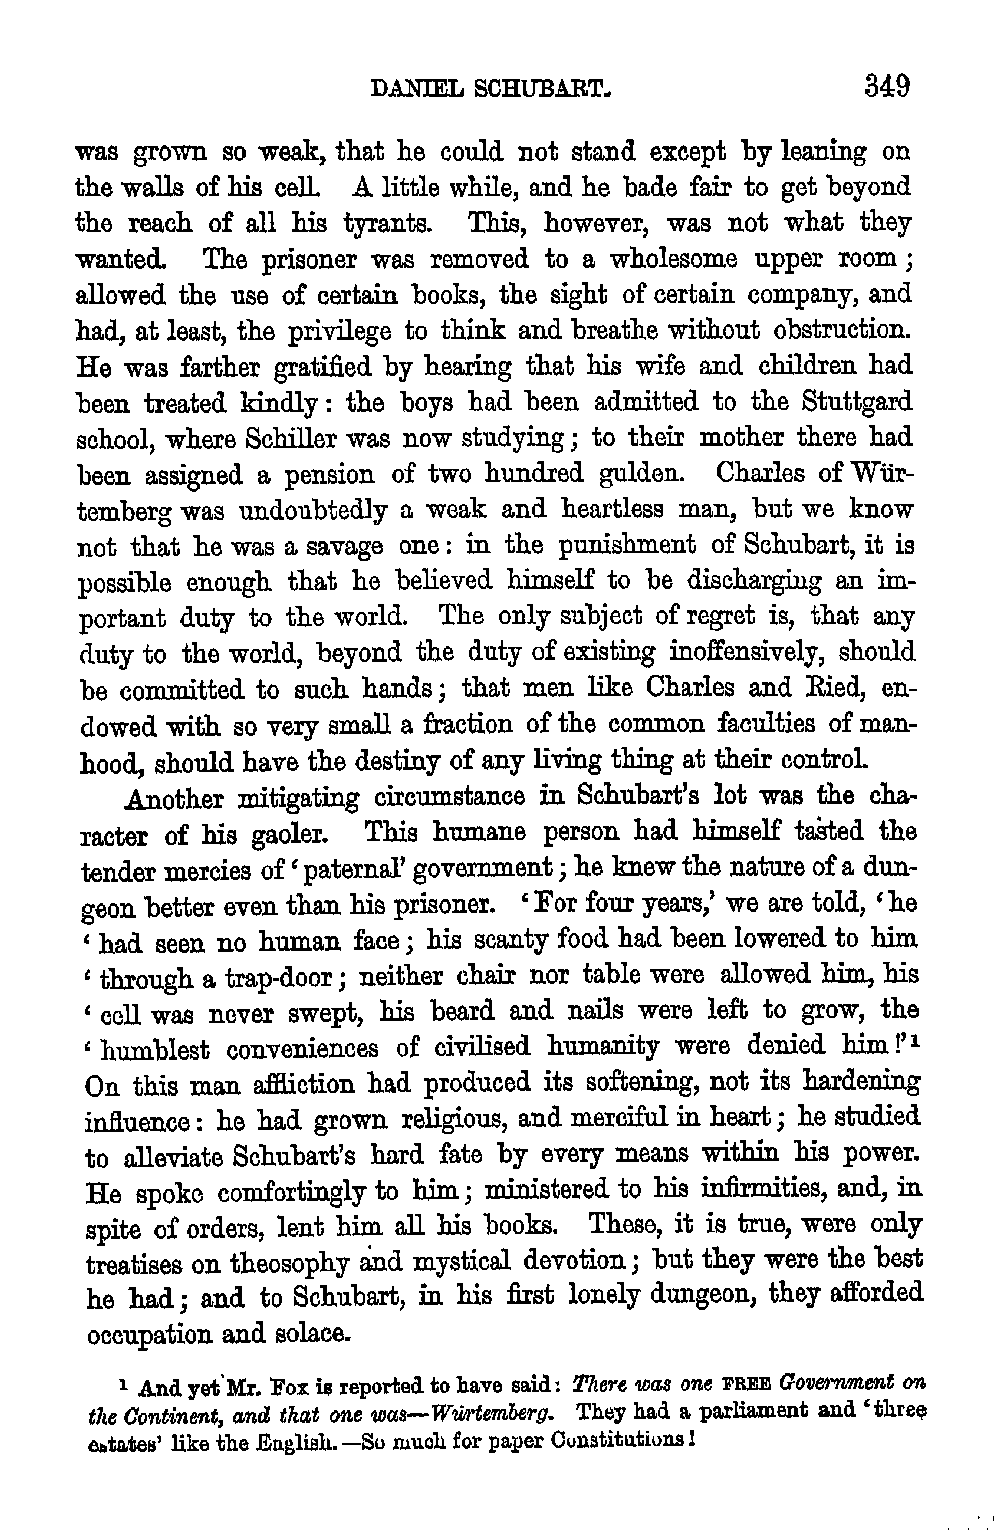 DANIEL SCHUBART. 349
was grown so weak, that he could not stand except by leaning on
the walls of his cell. A little while, and he bade fair to get beyond
the reach of all his tyrants. This, however, was not what they
wanted. The prisoner was removed to a wholesome upper room;
allowed the use of certain books, the sight of certain company, and
had, at least, the privilege to think and breathe without obstruction.
He was farther gratified by hearing that his wife and children had
been treated kindly: the boys had been admitted to the Stuttgard
school, where Schiller was now studying; to their mother there had
been assigned a pension of two hundred gulden. Charles of Wür-
temberg was undoubtedly a weak and heartless man, but we know
not that he was a savage one: in the punishment of Schubart, it is
possible enough that he believed himself to be discharging an im-
portant duty to the world. The only subject of regret is, that any
duty to the world, beyond the duty of existing inoffensively, should
be committed to such hands; that men like Charles and Ried, en-
dowed with so very small a fraction of the common faculties of man-
hood, should have the destiny of any living thing at their control.
Another mitigating circumstance in Schubart's lot was the cha-
racter of his gaoler. This humane person had himself tasted the
tender mercies of 'paternal' government; he knew the nature of a dun-
geon better even than his prisoner. 'For four years,' we are told, 'he
'had seen no human face; his scanty food had been lowered to him
'through a trap-door; neither chair nor table were allowed him, his
'cell was never swept, his beard and nails were left to grow, the
'humblest conveniences of civilised humanity were denied him!'¹
On this man affliction had produced its softening, not its hardening
influence: he had grown religious, and merciful in heart; he studied
to alleviate Schubart's hard fate by every means within his power.
He spoke comfortingly to him; ministered to his infirmities, and, in
spite of orders, lent him all his books. These, it is true, were only
treatises on theosophy and mystical devotion; but they were the best
he had; and to Schubart, in his first lonely dungeon, they afforded
occupation and solace.
¹ And yet Mr. Fox is reported to have said: There was one FREE Government on
the Continent, and that one was—Würtemberg. They had a parliament and 'three
estates' like the English.—So much for paper Constitutions!